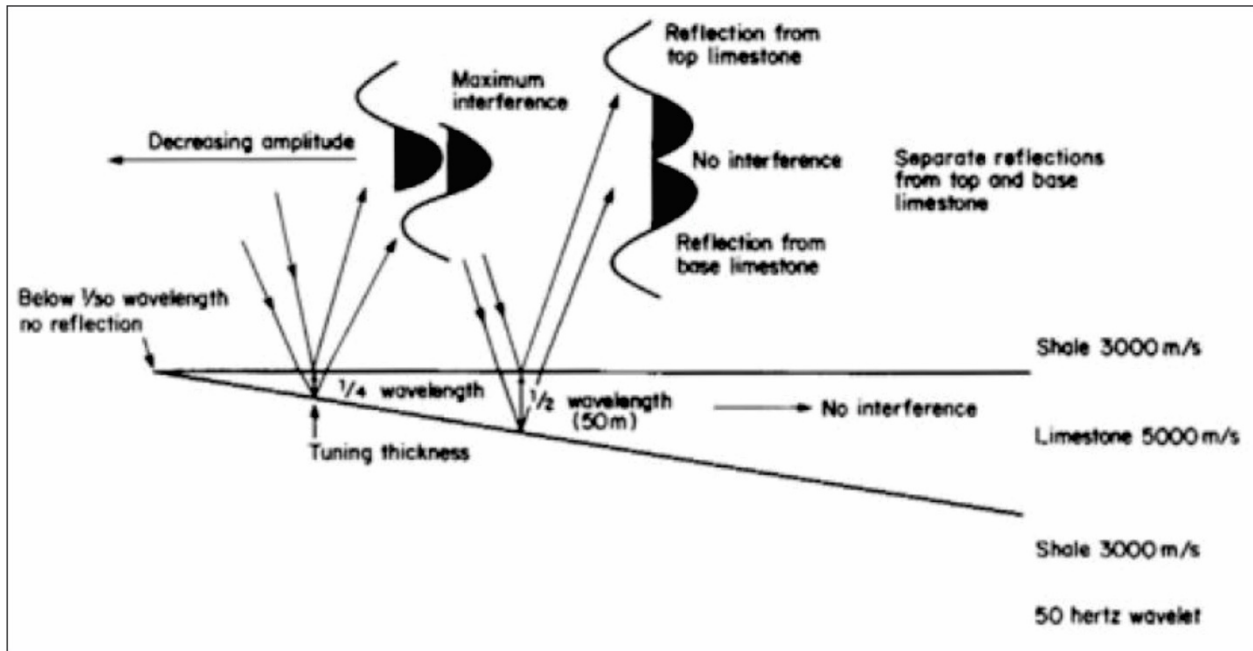 Reflection from
top limestone
Maximum
interference
Decreasing amplitude
No interference
Separate reflections
from top and base
limestone
Reflection from
base limestone
Below 1/30 wavelength
no reflection
Shale 3000 m/s
1/4 wavelength
1/2 wavelength
(50m)
No interference
Limestone 5000 m/s
Tuning thickness
Shale 3000 m/s
50 hertz wavelet